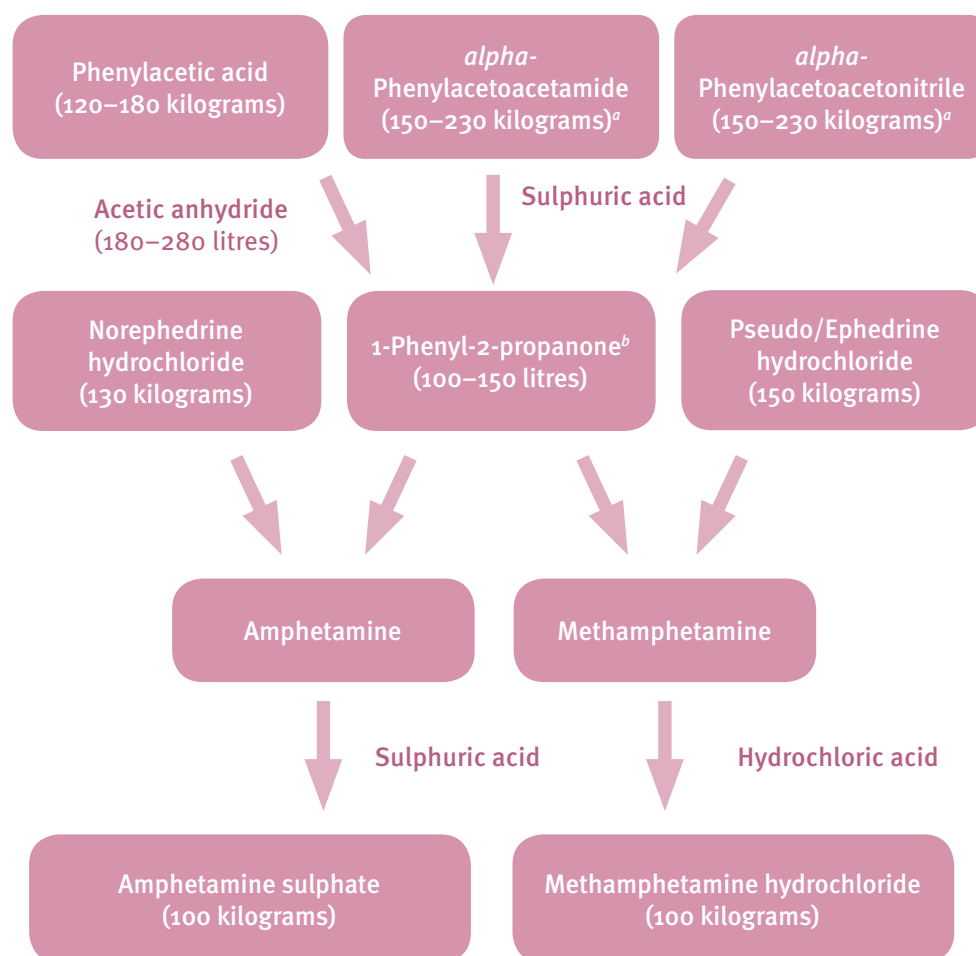 Phenylacetic acid
(120–180 kilograms)
alpha-
Phenylacetoacetamide
(150–230 kilograms)a
alpha-
Phenylacetoacetonitrile
(150–230 kilograms)a
Acetic anhydride
(180–280 litres)
Sulphuric acid
Norephedrine
hydrochloride
(130 kilograms)
1-Phenyl-2-propanoneb
(100–150 litres)
Pseudo/Ephedrine
hydrochloride
(150 kilograms)
Amphetamine
Methamphetamine
Sulphuric acid
Hydrochloric acid
Amphetamine sulphate
(100 kilograms)
Methamphetamine hydrochloride
(100 kilograms)